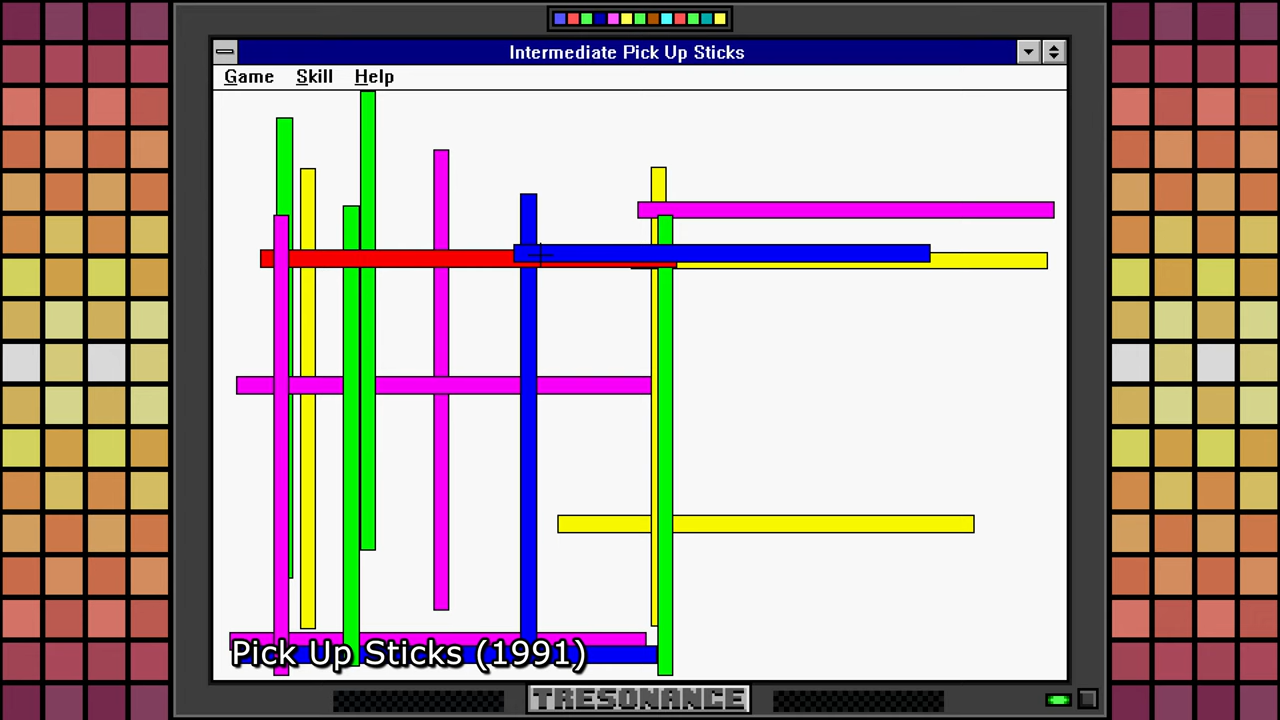 Intermediate Pick Up Sticks
Game Skill Help
Pick Up Sticks (1991)
TRESONANCE